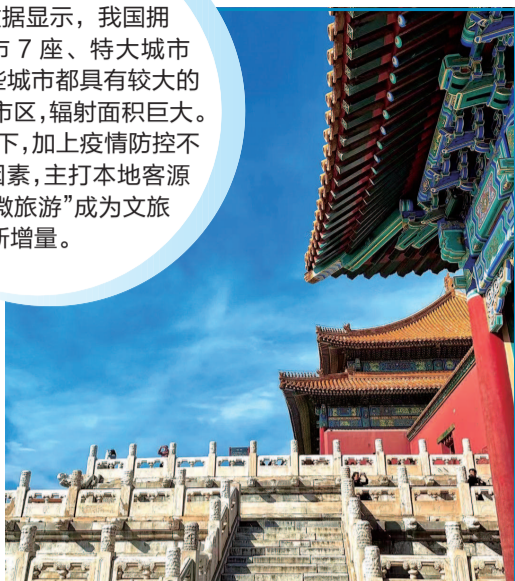 据显示，我国拥
市 7 座、特大城市
些城市都具有较大的
市区，辐射面积巨大。
下，加上疫情防控不
因素，主打本地客源
微旅游”成为文旅
新增量。